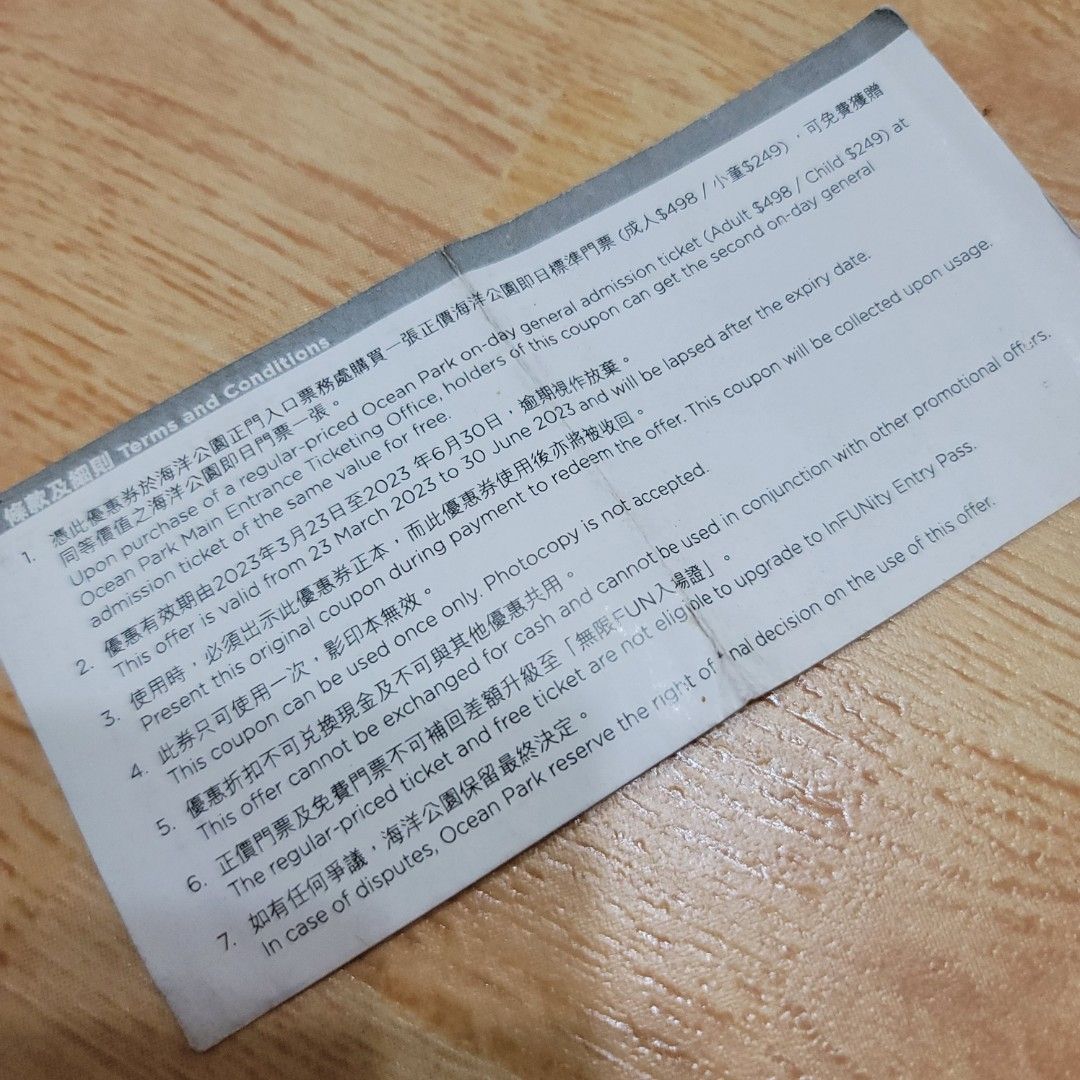 條款及細則 Terms and Conditions
1. 憑此優惠券於海洋公園正門入口票務處購買一張正價海洋公園即日標準門票 (成人$498 / 小童$249)，可免費獲贈
同等價值之海洋公園即日門票一張。
Upon purchase of a regular-priced Ocean Park on-day general admission ticket (Adult $498 / Child $249) at
Ocean Park Main Entrance Ticketing Office, holders of this coupon can get the second on-day general
admission ticket of the same value for free.
2. 優惠有效期由2023年3月23日至2023 年6月30日，逾期視作放棄。
This offer is valid from 23 March 2023 to 30 June 2023 and will be lapsed after the expiry date.
3. 使用時，必須出示此優惠券正本，而此優惠券使用後亦將被收回。
Present this original coupon during payment to redeem the offer. This coupon will be collected upon usage.
4. 此券只可使用一次，影印本無效。
This coupon can be used once only. Photocopy is not accepted.
5. 優惠折扣不可兌換現金及不可與其他優惠共用。
This offer cannot be exchanged for cash and cannot be used in conjunction with other promotional offers.
6. 正價門票及免費門票不可補回差額升級至「無限FUN入場證」。
The regular-priced ticket and free ticket are not eligible to upgrade to InFUNity Entry Pass.
7. 如有任何爭議，海洋公園保留最終決定。
In case of disputes, Ocean Park reserve the right of final decision on the use of this offer.